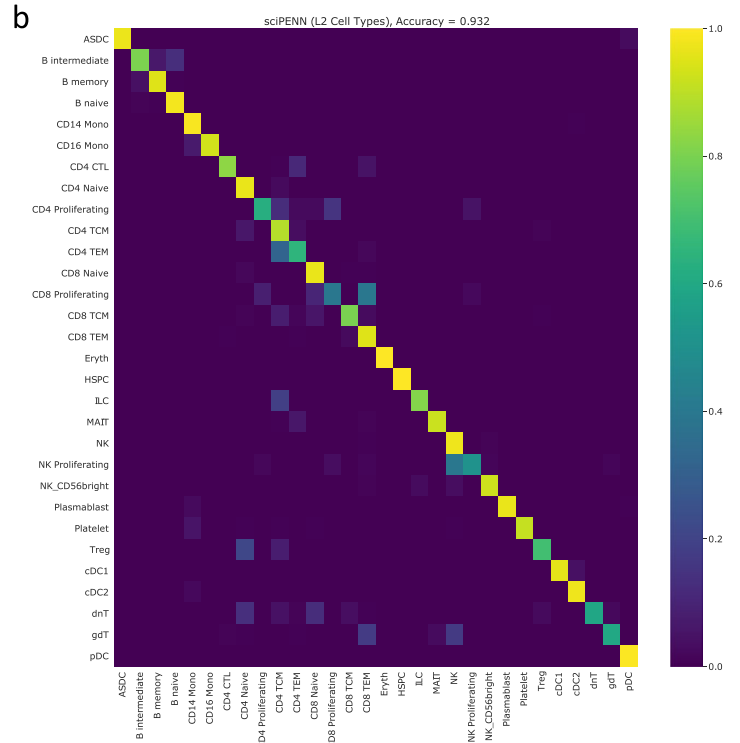 b
sciPENN (L2 Cell Types), Accuracy = 0.932
ASDC
B intermediate
B memory
B naive
CD14 Mono
CD16 Mono
CD4 CTL
CD4 Naive
CD4 Proliferating
CD4 TCM
CD4 TEM
CD8 Naive
CD8 Proliferating
CD8 TCM
CD8 TEM
Eryth
HSPC
ILC
MAIT
NK
NK Proliferating
NK_CD56bright
Plasmablast
Platelet
Treg
cDC1
cDC2
dnT
gdT
pDC
ASDC
B intermediate
B memory
B naive
CD14 Mono
CD16 Mono
CD4 CTL
CD4 Naive
D4 Proliferating
CD4 TCM
CD4 TEM
CD8 Naive
D8 Proliferating
CD8 TCM
CD8 TEM
Eryth
HSPC
ILC
MAIT
NK
NK Proliferating
NK_CD56bright
Plasmablast
Platelet
Treg
cDC1
cDC2
dnT
gdT
pDC
1.0
0.8
0.6
0.4
0.2
0.0